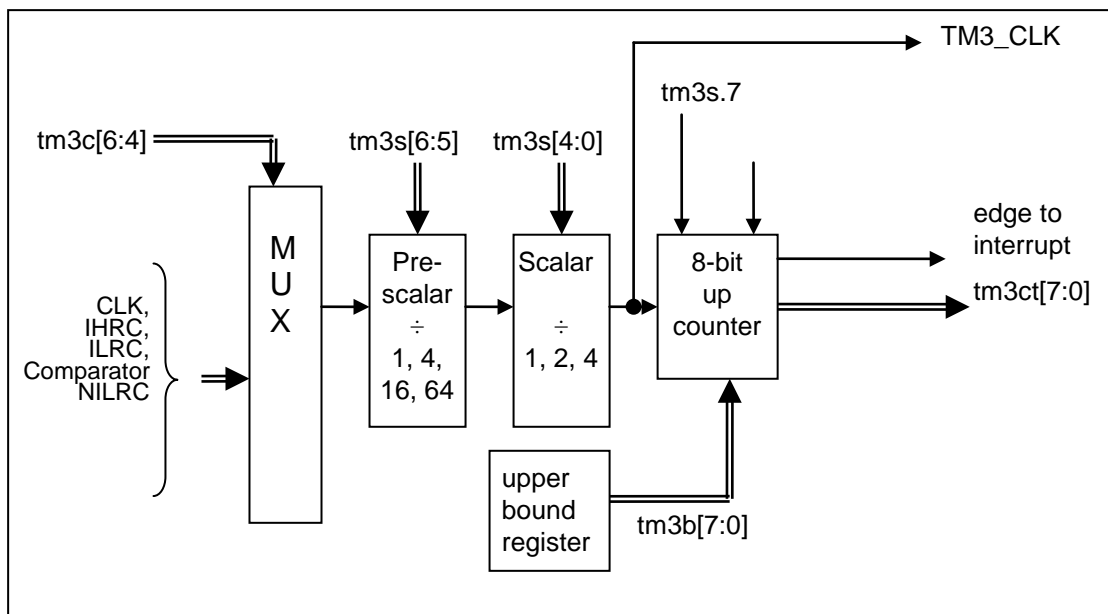 TM3_CLK
tm3s.7
tm3c[6:4]
tm3s[6:5]
tm3s[4:0]
M
U
X
Pre-
scalar
÷
1, 4,
16, 64
Scalar
÷
1, 2, 4
8-bit
up
counter
edge to
interrupt
tm3ct[7:0]
CLK,
IHRC,
ILRC,
Comparator
NILRC
upper
bound
register
tm3b[7:0]